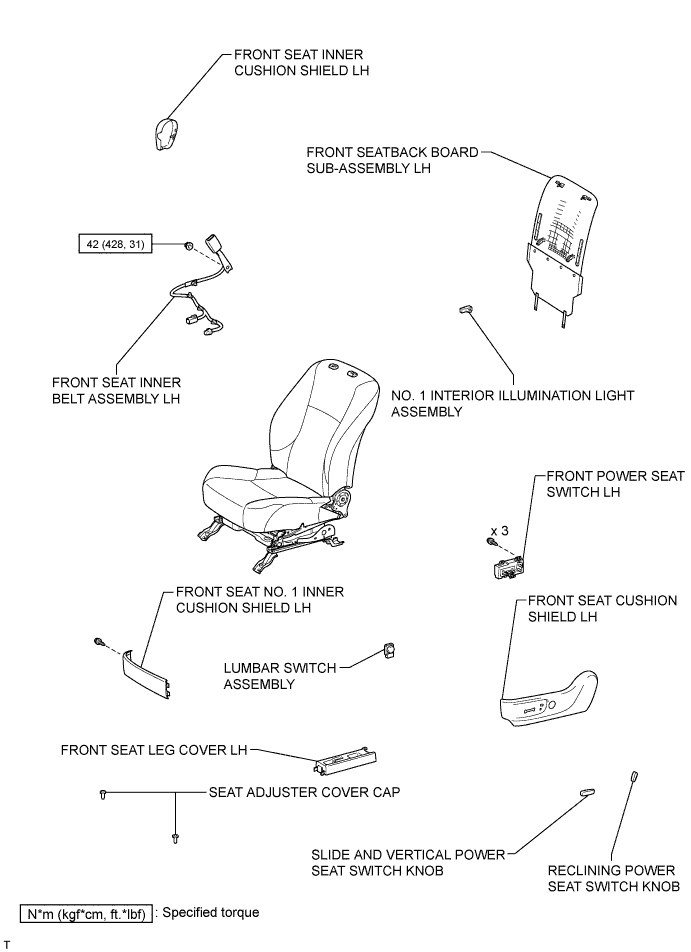 FRONT SEAT INNER
CUSHION SHIELD LH
FRONT SEATBACK BOARD
SUB-ASSEMBLY LH
42 (428, 31)
FRONT SEAT INNER
BELT ASSEMBLY LH
NO. 1 INTERIOR ILLUMINATION LIGHT
ASSEMBLY
FRONT POWER SEAT
SWITCH LH
x 3
FRONT SEAT NO. 1 INNER
CUSHION SHIELD LH
FRONT SEAT CUSHION
SHIELD LH
LUMBAR SWITCH
ASSEMBLY
FRONT SEAT LEG COVER LH
SEAT ADJUSTER COVER CAP
SLIDE AND VERTICAL POWER
SEAT SWITCH KNOB
RECLINING POWER
SEAT SWITCH KNOB
N*m (kgf*cm, ft.*lbf) : Specified torque
T